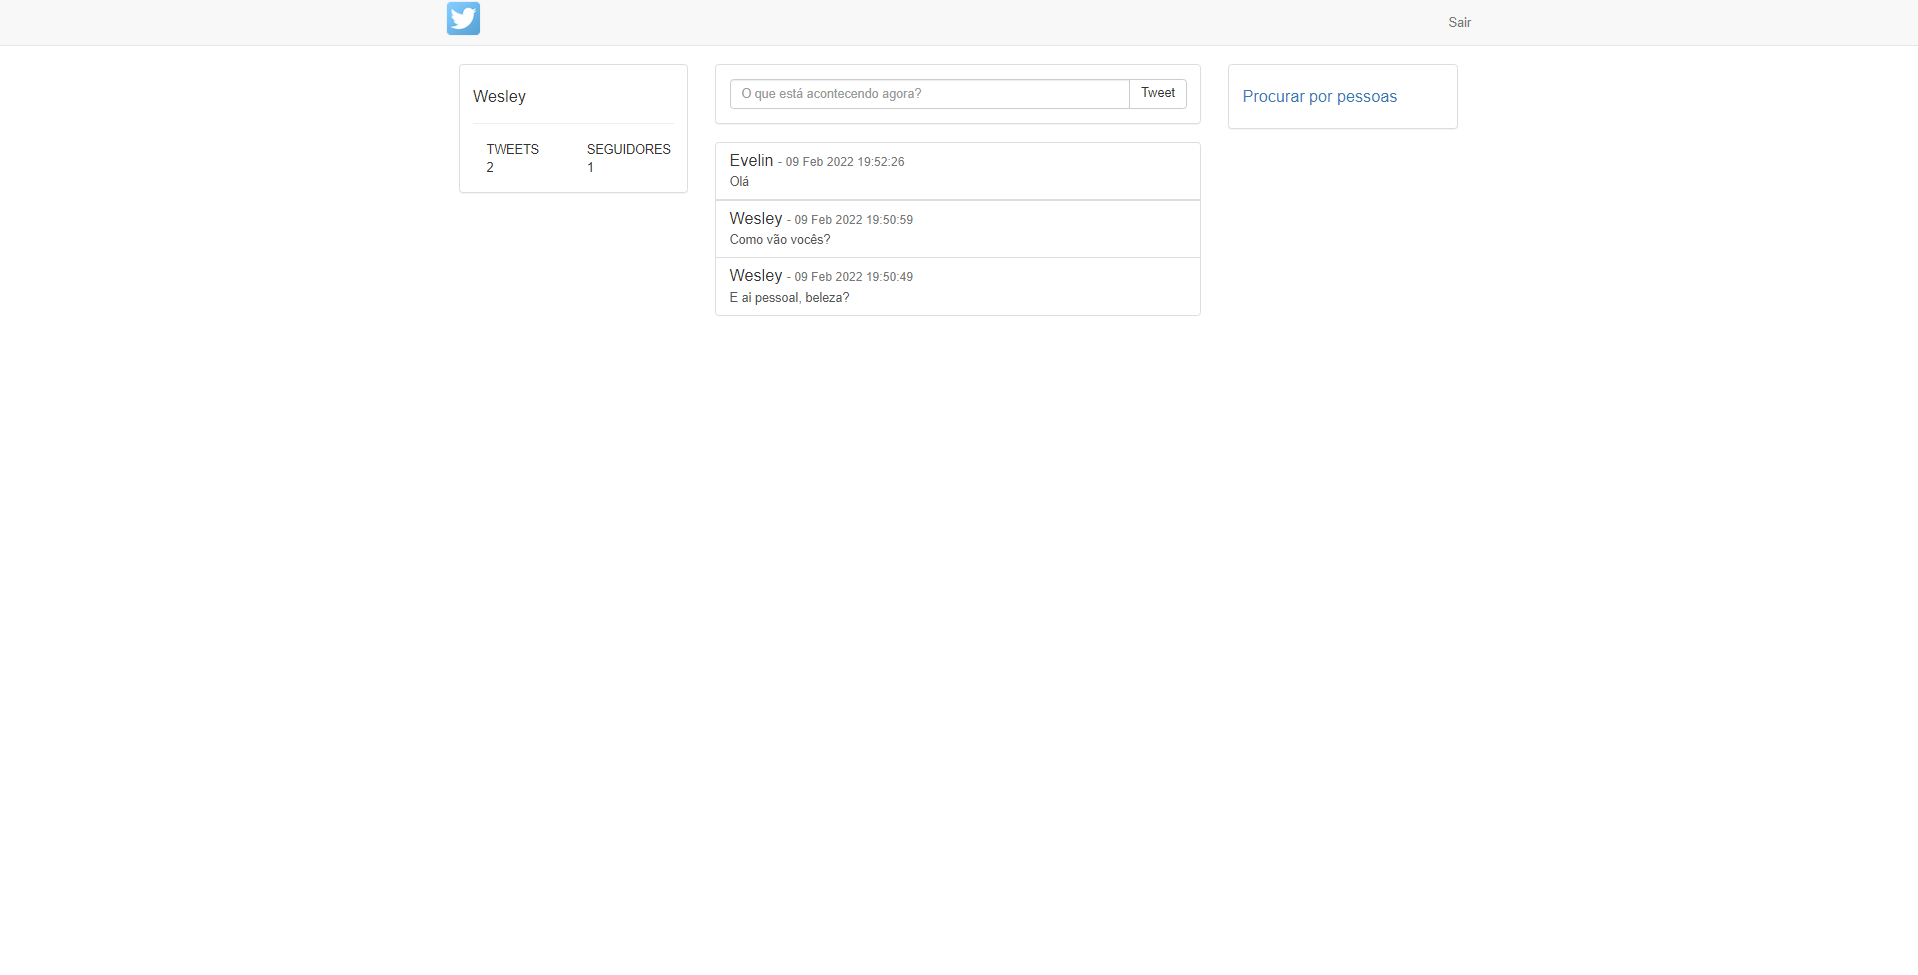 Sair
Wesley
TWEETS
2
SEGUIDORES
1
O que está acontecendo agora?
Tweet
Evelin - 09 Feb 2022 19:52:26
Olá
Wesley - 09 Feb 2022 19:50:59
Como vão vocês?
Wesley - 09 Feb 2022 19:50:49
E ai pessoal, beleza?
Procurar por pessoas